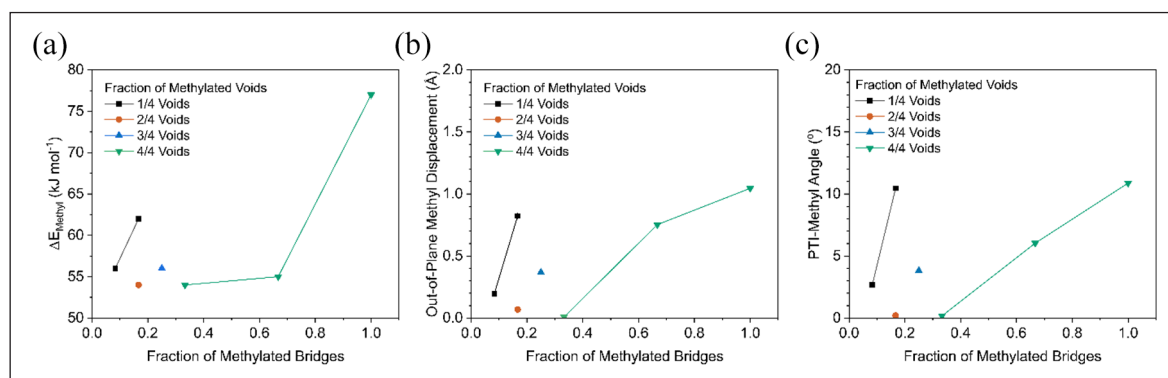 (a)
80
75
70
65
60
55
50
ΔE_Methyl (kJ mol⁻¹)
Fraction of Methylated Voids
1/4 Voids
2/4 Voids
3/4 Voids
4/4 Voids
0.0 0.2 0.4 0.6 0.8 1.0
Fraction of Methylated Bridges
(b)
2.0
1.5
1.0
0.5
0.0
Out-of-Plane Methyl Displacement (Å)
Fraction of Methylated Voids
1/4 Voids
2/4 Voids
3/4 Voids
4/4 Voids
0.0 0.2 0.4 0.6 0.8 1.0
Fraction of Methylated Bridges
(c)
20
15
10
5
0
PTI-Methyl Angle (º)
Fraction of Methylated Voids
1/4 Voids
2/4 Voids
3/4 Voids
4/4 Voids
0.0 0.2 0.4 0.6 0.8 1.0
Fraction of Methylated Bridges